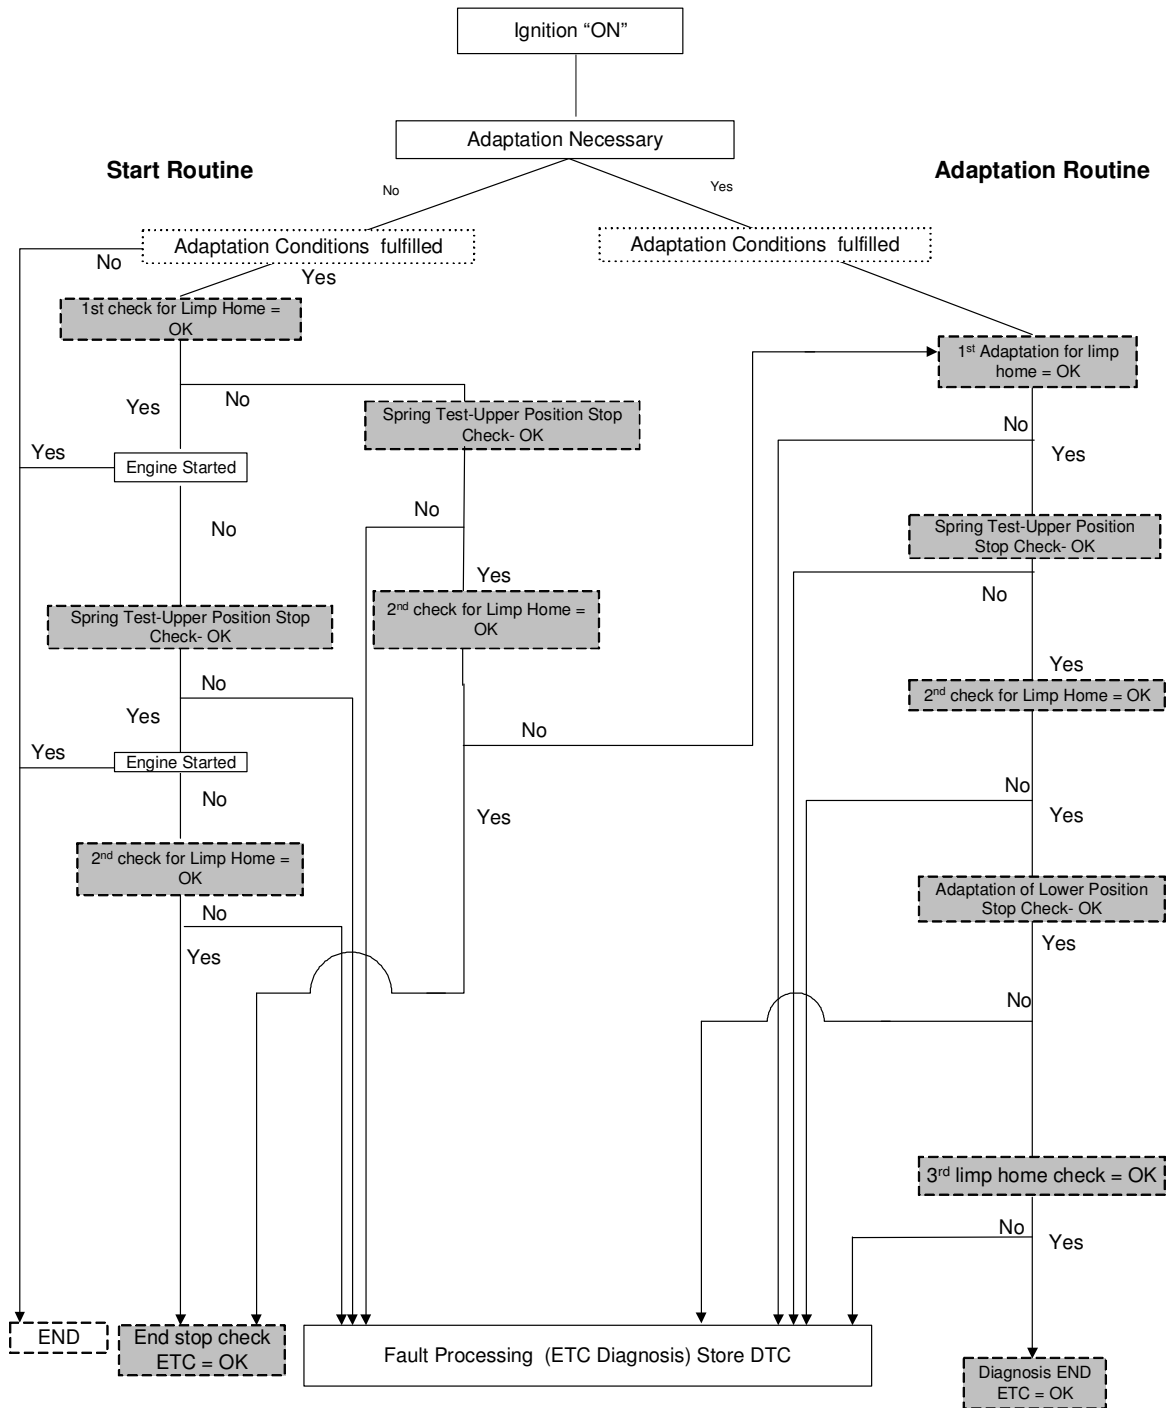 Ignition “ON”
Adaptation Necessary
Start Routine
Adaptation Routine
No
Yes
Adaptation Conditions fulfilled
Adaptation Conditions fulfilled
No
Yes
1st check for Limp Home =
OK
1st Adaptation for limp
home = OK
Yes
No
Spring Test-Upper Position Stop
Check- OK
No
Yes
Yes
Engine Started
No
No
Spring Test-Upper Position
Stop Check- OK
Yes
No
2nd check for Limp Home =
OK
Spring Test-Upper Position Stop
Check- OK
Yes
2nd check for Limp Home = OK
No
Yes
No
Yes
Engine Started
No
Yes
No
Yes
2nd check for Limp Home =
OK
Adaptation of Lower Position
Stop Check- OK
No
Yes
Yes
No
3rd limp home check = OK
No
Yes
END
End stop check
ETC = OK
Fault Processing (ETC Diagnosis) Store DTC
Diagnosis END
ETC = OK